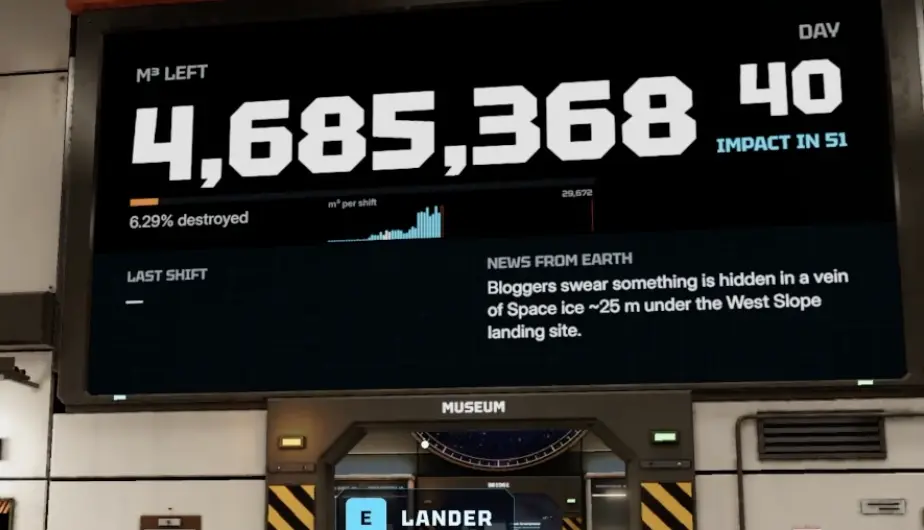 M³ LEFT
4,685,368
DAY
40
IMPACT IN 51
6.29% destroyed
m³ per shift
29,572
LAST SHIFT
—
NEWS FROM EARTH
Bloggers swear something is hidden in a vein
of Space ice ~25 m under the West Slope
landing site.
MUSEUM
E LANDER